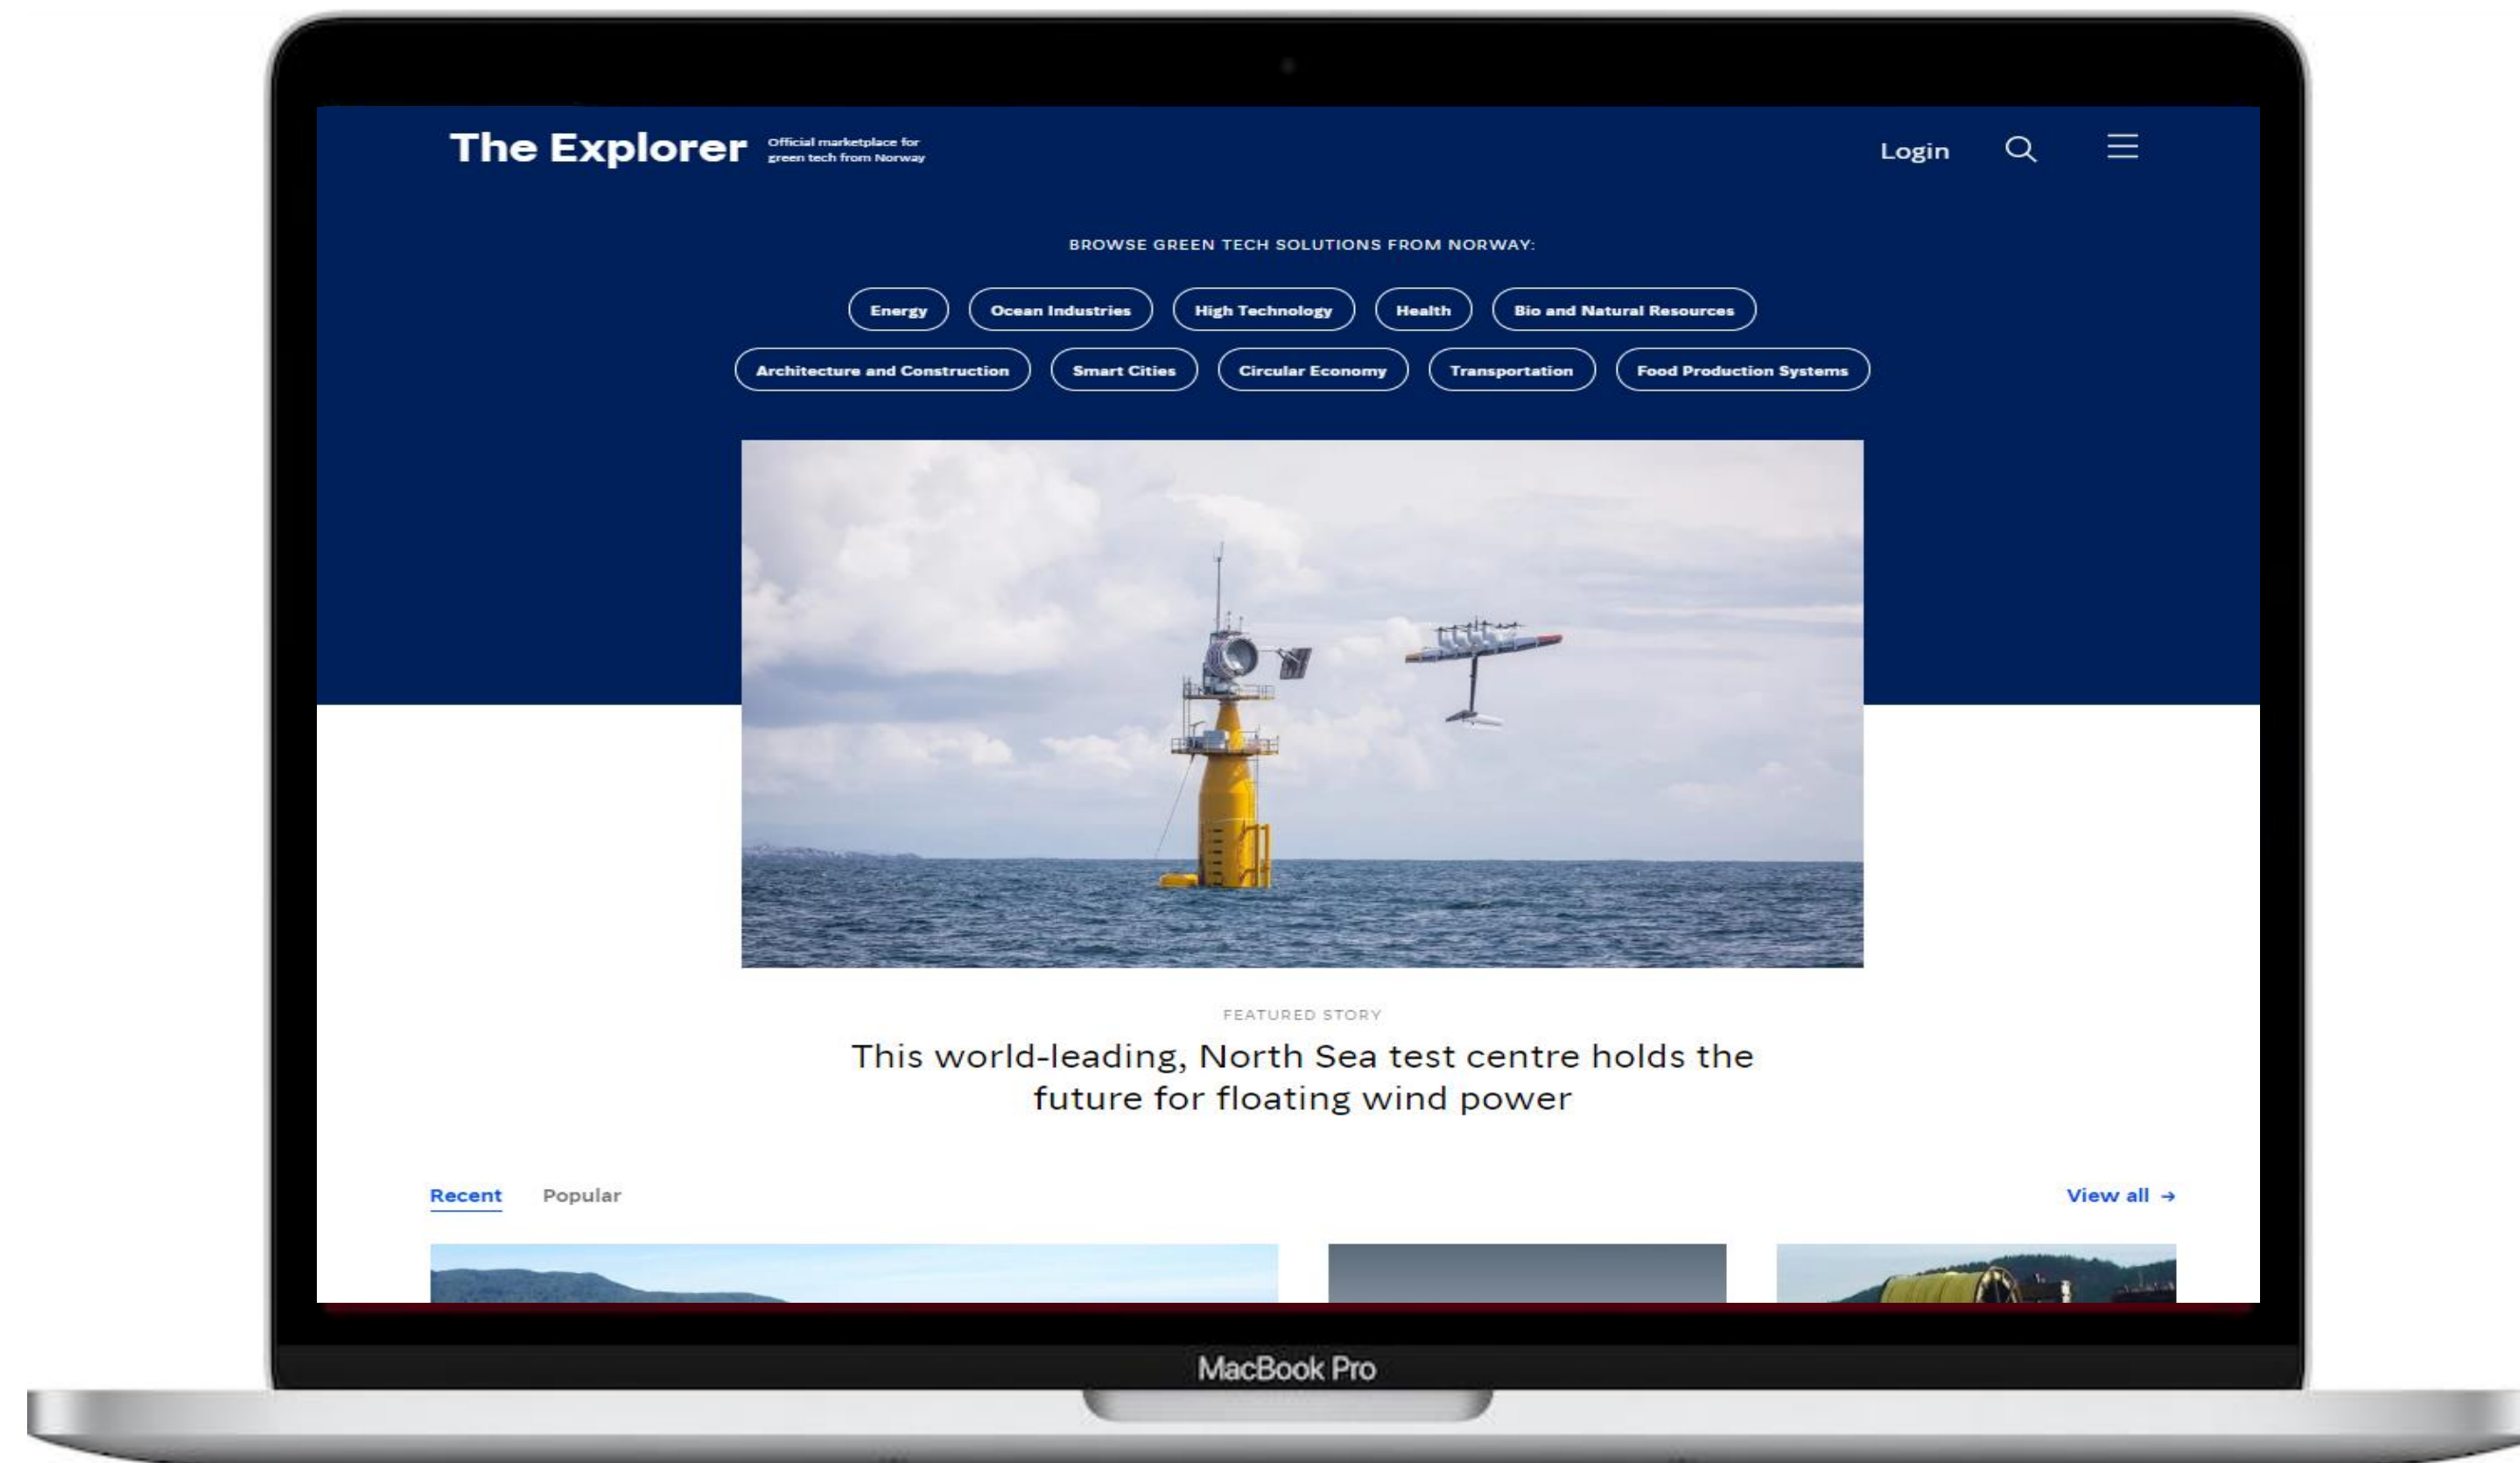 The Explorer
Official marketplace for
green tech from Norway
Login
BROWSE GREEN TECH SOLUTIONS FROM NORWAY:
Energy
Ocean Industries
High Technology
Health
Bio and Natural Resources
Architecture and Construction
Smart Cities
Circular Economy
Transportation
Food Production Systems
FEATURED STORY
This world-leading, North Sea test centre holds the
future for floating wind power
Recent
Popular
View all →
MacBook Pro